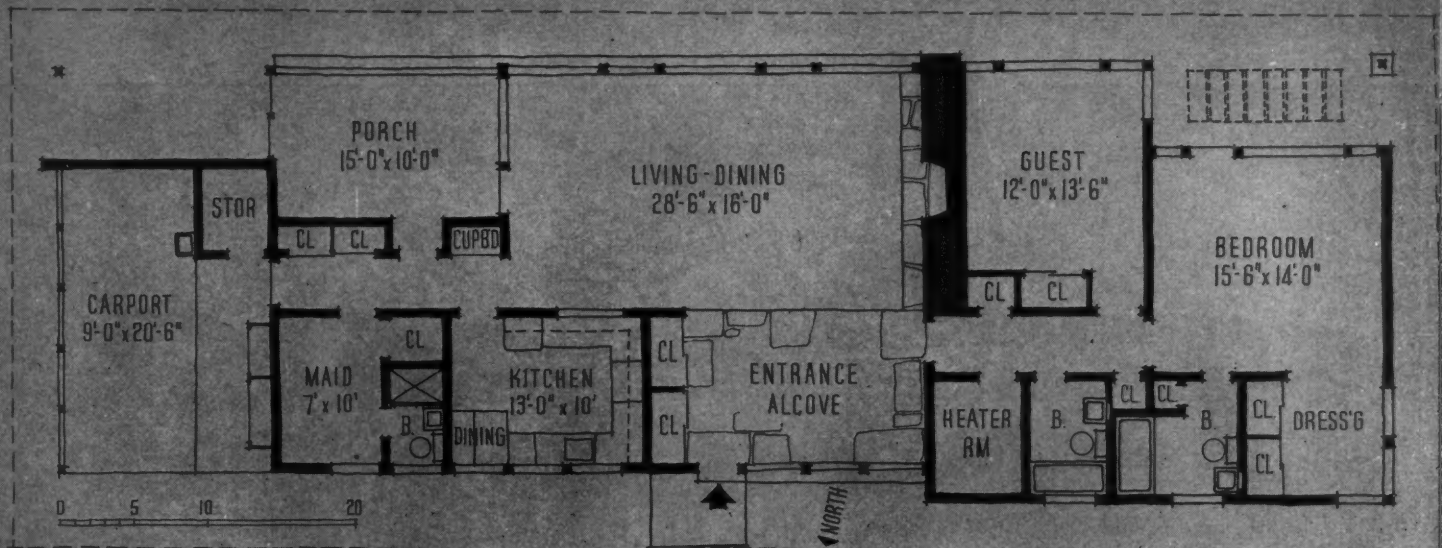 PORCH
15'-0" x 10'-0"
LIVING-DINING
28'-6" x 16'-0"
GUEST
12'-0" x 13'-6"
STOR
CL
CL
CUPBD
BEDROOM
15'-6" x 14'-0"
CARPORT
9'-0" x 20'-6"
CL
CL
MAID
7' x 10'
CL
B.
KITCHEN
13'-0" x 10'
DINING
CL
CL
ENTRANCE
ALCOVE
HEATER
RM
B.
CL
CL
B.
CL
CL
DRESS'G
0 5 10 20
NORTH